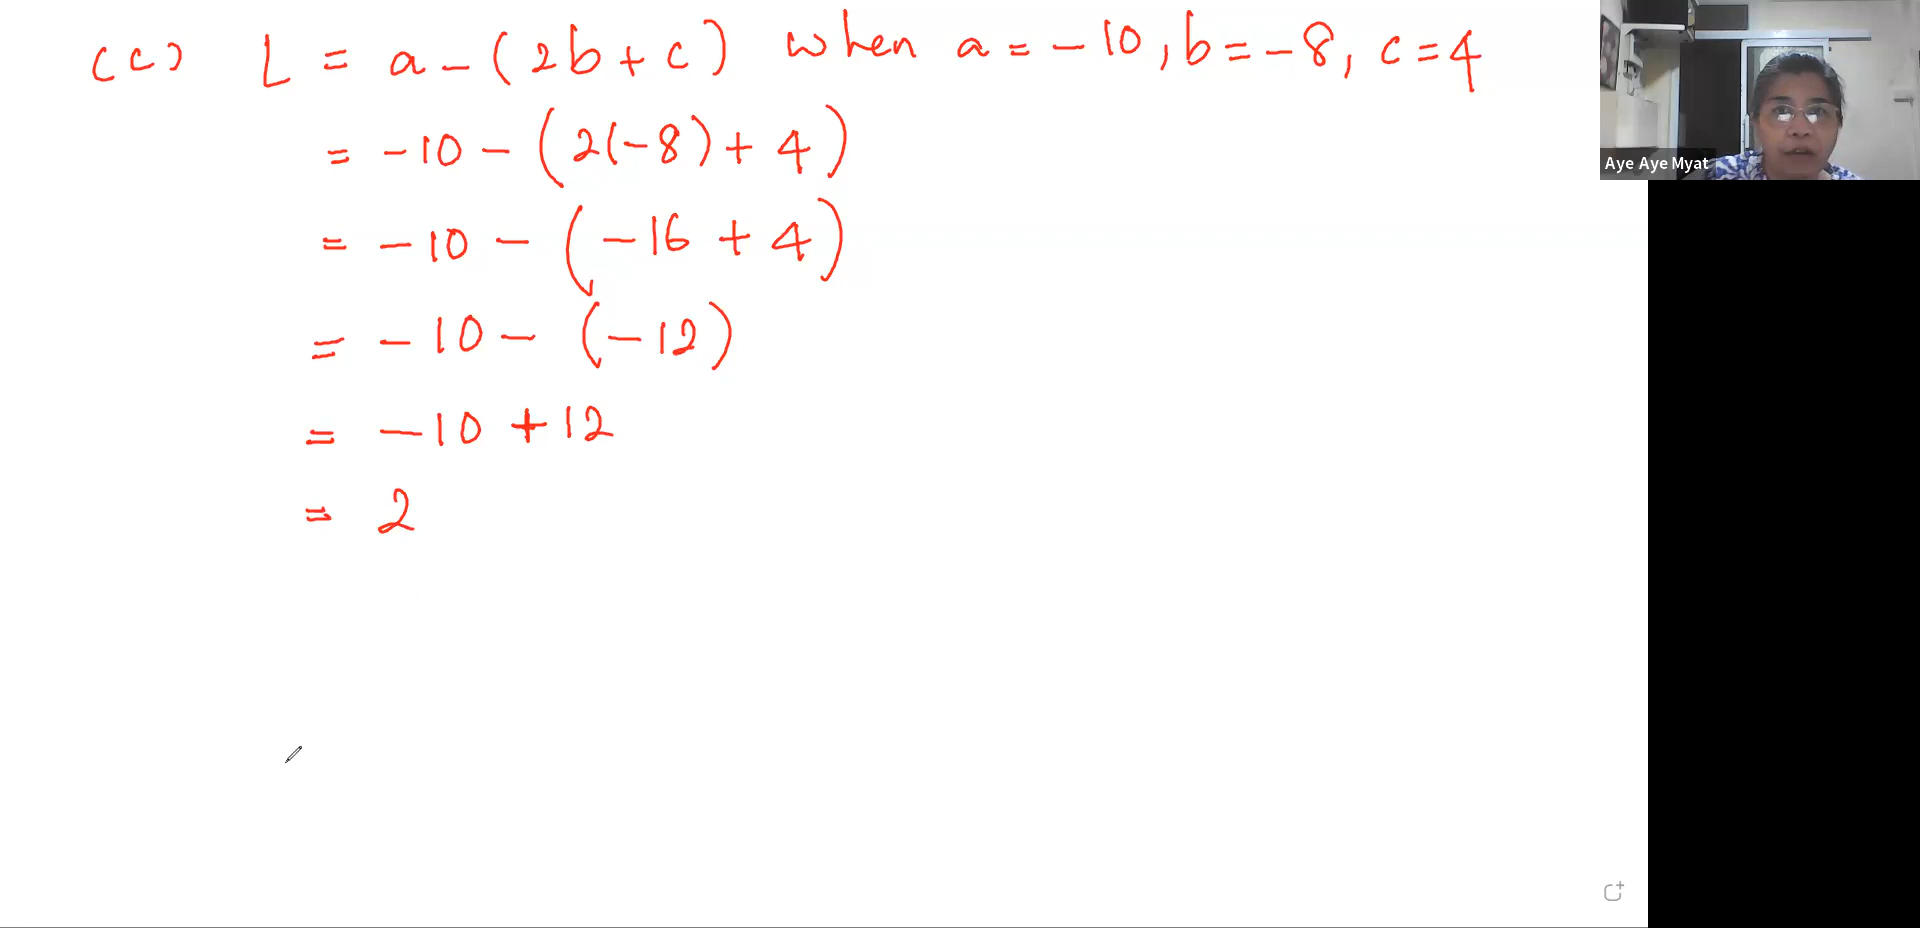 (c) L = a - (2b + c) when a = -10, b = -8, c = 4
= -10 - (2(-8) + 4)
= -10 - (-16 + 4)
= -10 - (-12)
= -10 + 12
= 2
Aye Aye Myat